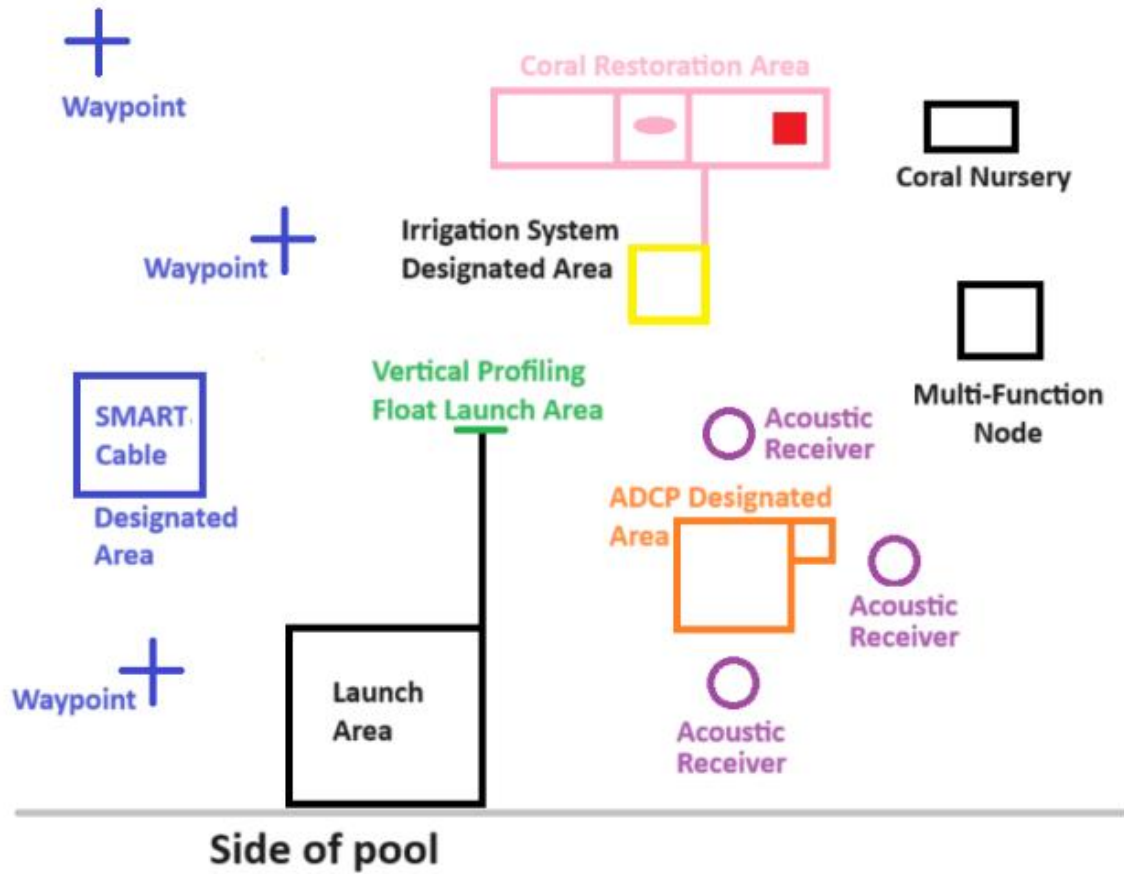 Coral Restoration Area
Waypoint
Coral Nursery
Irrigation System
Designated Area
Waypoint
Vertical Profiling
Float Launch Area
Multi-Function
Node
SMART
Cable
Designated
Area
Acoustic
Receiver
ADCP Designated
Area
Acoustic
Receiver
Waypoint
Launch
Area
Acoustic
Receiver
Side of pool